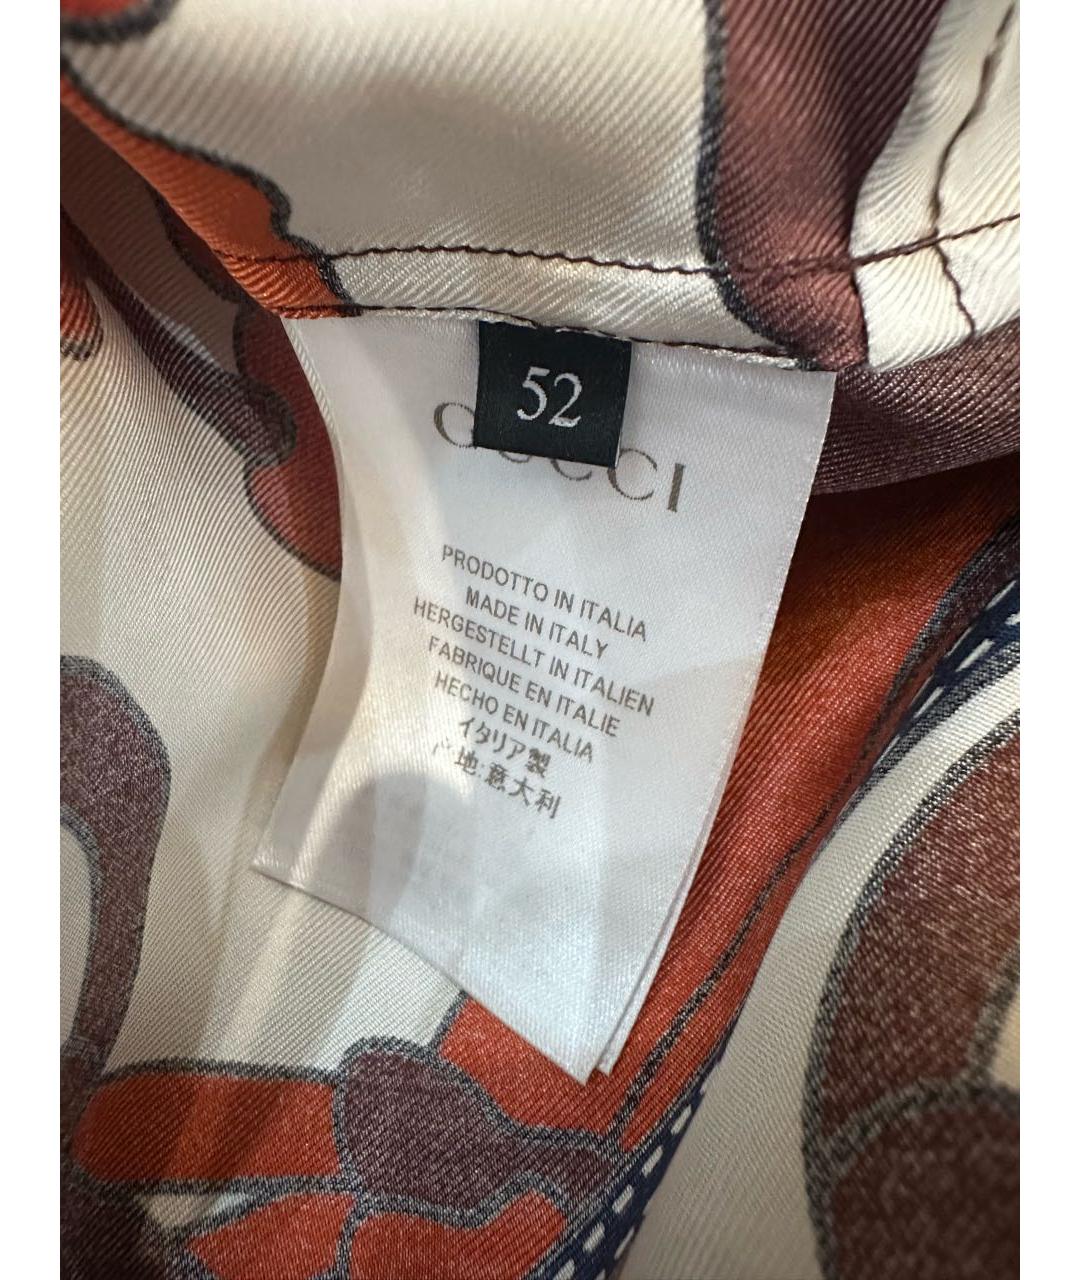 52
GUCCI
PRODOTTO IN ITALIA
MADE IN ITALY
HERGESTELLT IN ITALIEN
FABRIQUE EN ITALIE
HECHO EN ITALIA
イタリア製
产地:意大利